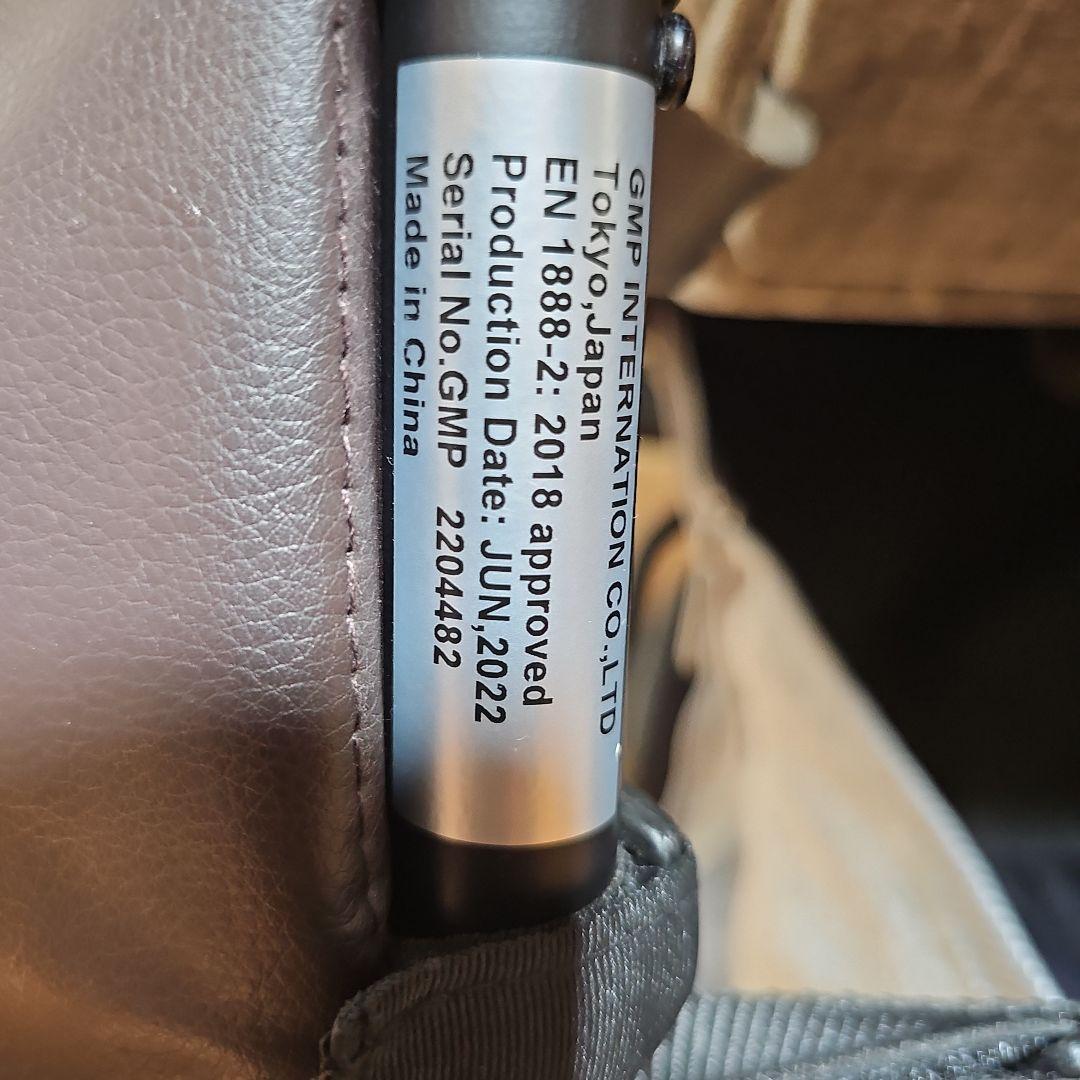 GMP INTERNATION CO.,LTD
Tokyo,Japan
EN 1888-2: 2018 approved
Production Date: JUN,2022
Serial No.GMP 2204482
Made in China